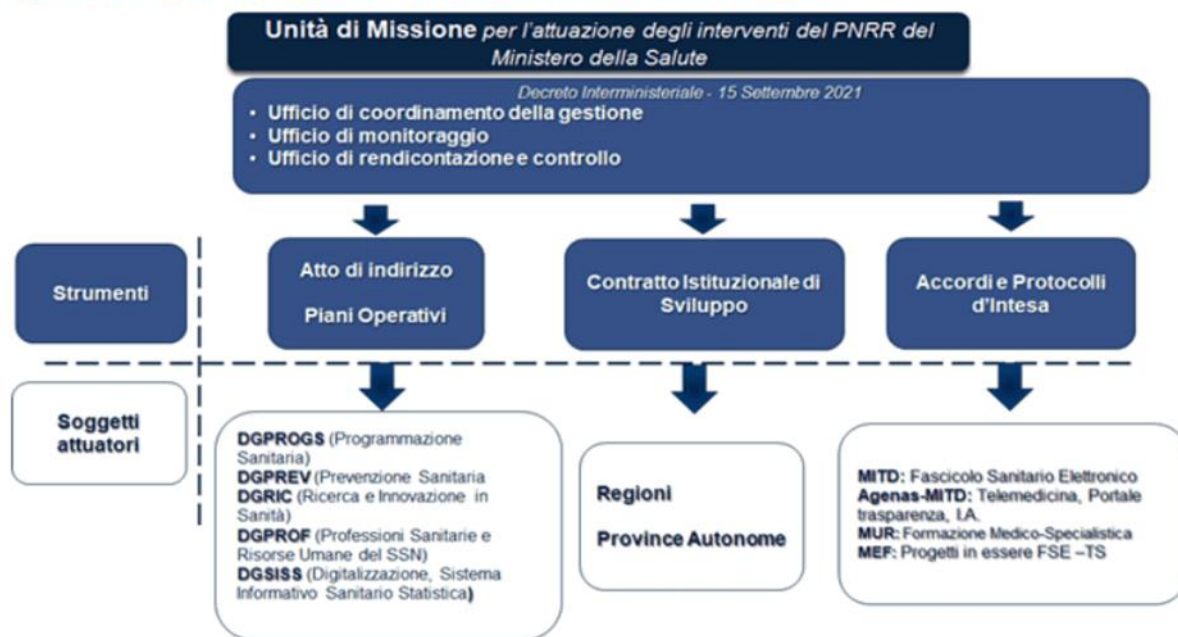 Unità di Missione per l'attuazione degli interventi del PNRR del
Ministero della Salute
Decreto Interministeriale - 15 Settembre 2021
• Ufficio di coordinamento della gestione
• Ufficio di monitoraggio
• Ufficio di rendicontazione e controllo
Strumenti
Atto di indirizzo
Piani Operativi
Contratto Istituzionale di
Sviluppo
Accordi e Protocolli
d'Intesa
Soggetti
attuatori
DGPROGS (Programmazione
Sanitaria)
DGPREV (Prevenzione Sanitaria
DGRIC (Ricerca e Innovazione in
Sanità)
DGPROF (Professioni Sanitarie e
Risorse Umane del SSN)
DGSISS (Digitalizzazione, Sistema
Informativo Sanitario Statistica)
Regioni
Province Autonome
MITD: Fascicolo Sanitario Elettronico
Agenas-MITD: Telemedicina, Portale
trasparenza, I.A.
MUR: Formazione Medico-Specialistica
MEF: Progetti in essere FSE –TS